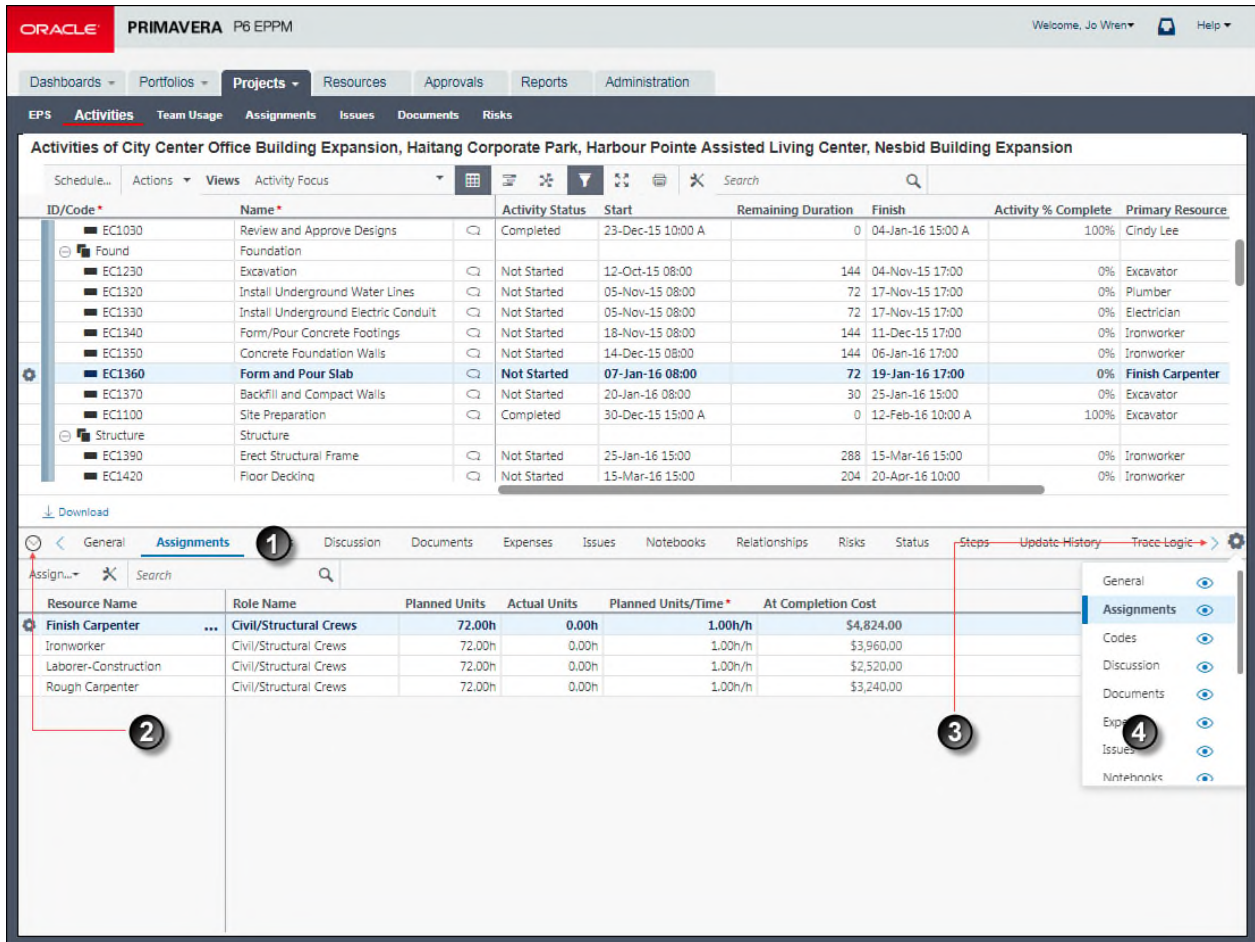 ORACLE PRIMAVERA P6 EPPM Welcome, Jo Wren Help
Dashboards Portfolios Projects Resources Approvals Reports Administration
EPS Activities Team Usage Assignments Issues Documents Risks
Activities of City Center Office Building Expansion, Haitang Corporate Park, Harbour Pointe Assisted Living Center, Nesbid Building Expansion
Schedule... Actions Views Activity Focus Search
ID/Code* Name* Activity Status Start Remaining Duration Finish Activity % Complete Primary Resource
EC1030 Review and Approve Designs Completed 23-Dec-15 10:00 A 0 04-Jan-16 15:00 A 100% Cindy Lee
Found Foundation
EC1230 Excavation Not Started 12-Oct-15 08:00 144 04-Nov-15 17:00 0% Excavator
EC1320 Install Underground Water Lines Not Started 05-Nov-15 08:00 72 17-Nov-15 17:00 0% Plumber
EC1330 Install Underground Electric Conduit Not Started 05-Nov-15 08:00 72 17-Nov-15 17:00 0% Electrician
EC1340 Form/Pour Concrete Footings Not Started 18-Nov-15 08:00 144 11-Dec-15 17:00 0% Ironworker
EC1350 Concrete Foundation Walls Not Started 14-Dec-15 08:00 144 06-Jan-16 17:00 0% Ironworker
EC1360 Form and Pour Slab Not Started 07-Jan-16 08:00 72 19-Jan-16 17:00 0% Finish Carpenter
EC1370 Backfill and Compact Walls Not Started 20-Jan-16 08:00 30 25-Jan-16 15:00 0% Excavator
EC1100 Site Preparation Completed 30-Dec-15 15:00 A 0 12-Feb-16 10:00 A 100% Excavator
Structure Structure
EC1390 Erect Structural Frame Not Started 25-Jan-16 15:00 288 15-Mar-16 15:00 0% Ironworker
EC1420 Floor Decking Not Started 15-Mar-16 15:00 204 20-Apr-16 10:00 0% Ironworker
Download
General Assignments 1 Discussion Documents Expenses Issues Notebooks Relationships Risks Status Steps Update History Trace Logic
Assign... Search
Resource Name Role Name Planned Units Actual Units Planned Units/Time* At Completion Cost
Finish Carpenter ... Civil/Structural Crews 72.00h 0.00h 1.00h/h $4,824.00
Ironworker Civil/Structural Crews 72.00h 0.00h 1.00h/h $3,960.00
Laborer-Construction Civil/Structural Crews 72.00h 0.00h 1.00h/h $2,520.00
Rough Carpenter Civil/Structural Crews 72.00h 0.00h 1.00h/h $3,240.00
General
Assignments
Codes
Discussion
Documents
2 3 4
Issues
Notebooks